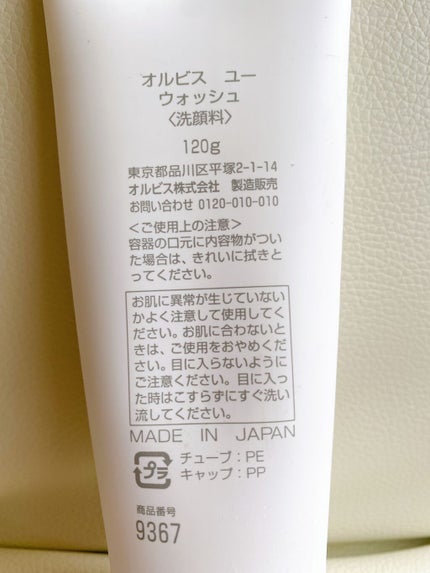 オルビス ユー
ウォッシュ
〈洗顔料〉
120g
東京都品川区平塚2-1-14
オルビス株式会社 製造販売
お問い合わせ 0120-010-010
＜ご使用上の注意＞
容器の口元に内容物がつい
た場合は、きれいに拭きと
ってください。
お肌に異常が生じていない
かよく注意して使用してく
ださい。お肌に合わないと
きは、ご使用をおやめくだ
さい。目に入らないように
ご注意ください。目に入っ
た時はこすらずにすぐ洗い
流してください。
MADE IN JAPAN
プラ
チューブ：PE
キャップ：PP
商品番号
9367